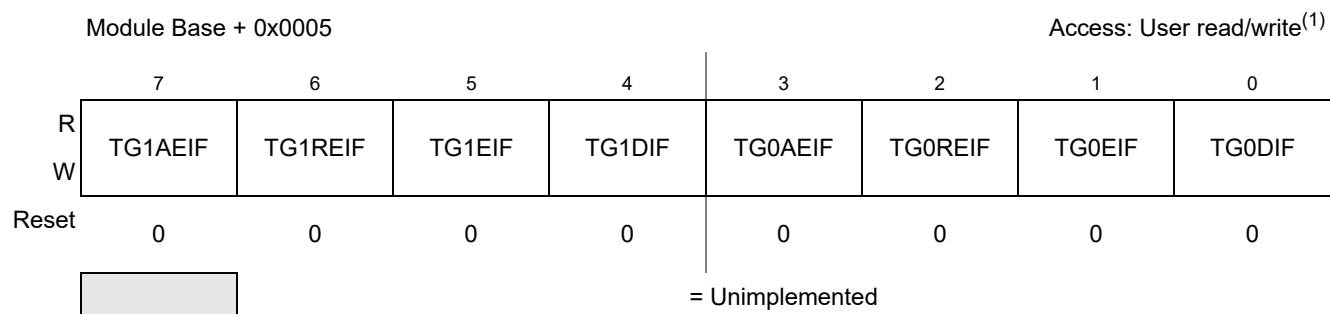 Module Base + 0x0005 Access: User read/write(1)
7 6 5 4 3 2 1 0
R TG1AEIF TG1REIF TG1EIF TG1DIF TG0AEIF TG0REIF TG0EIF TG0DIF
W
Reset 0 0 0 0 0 0 0 0
= Unimplemented